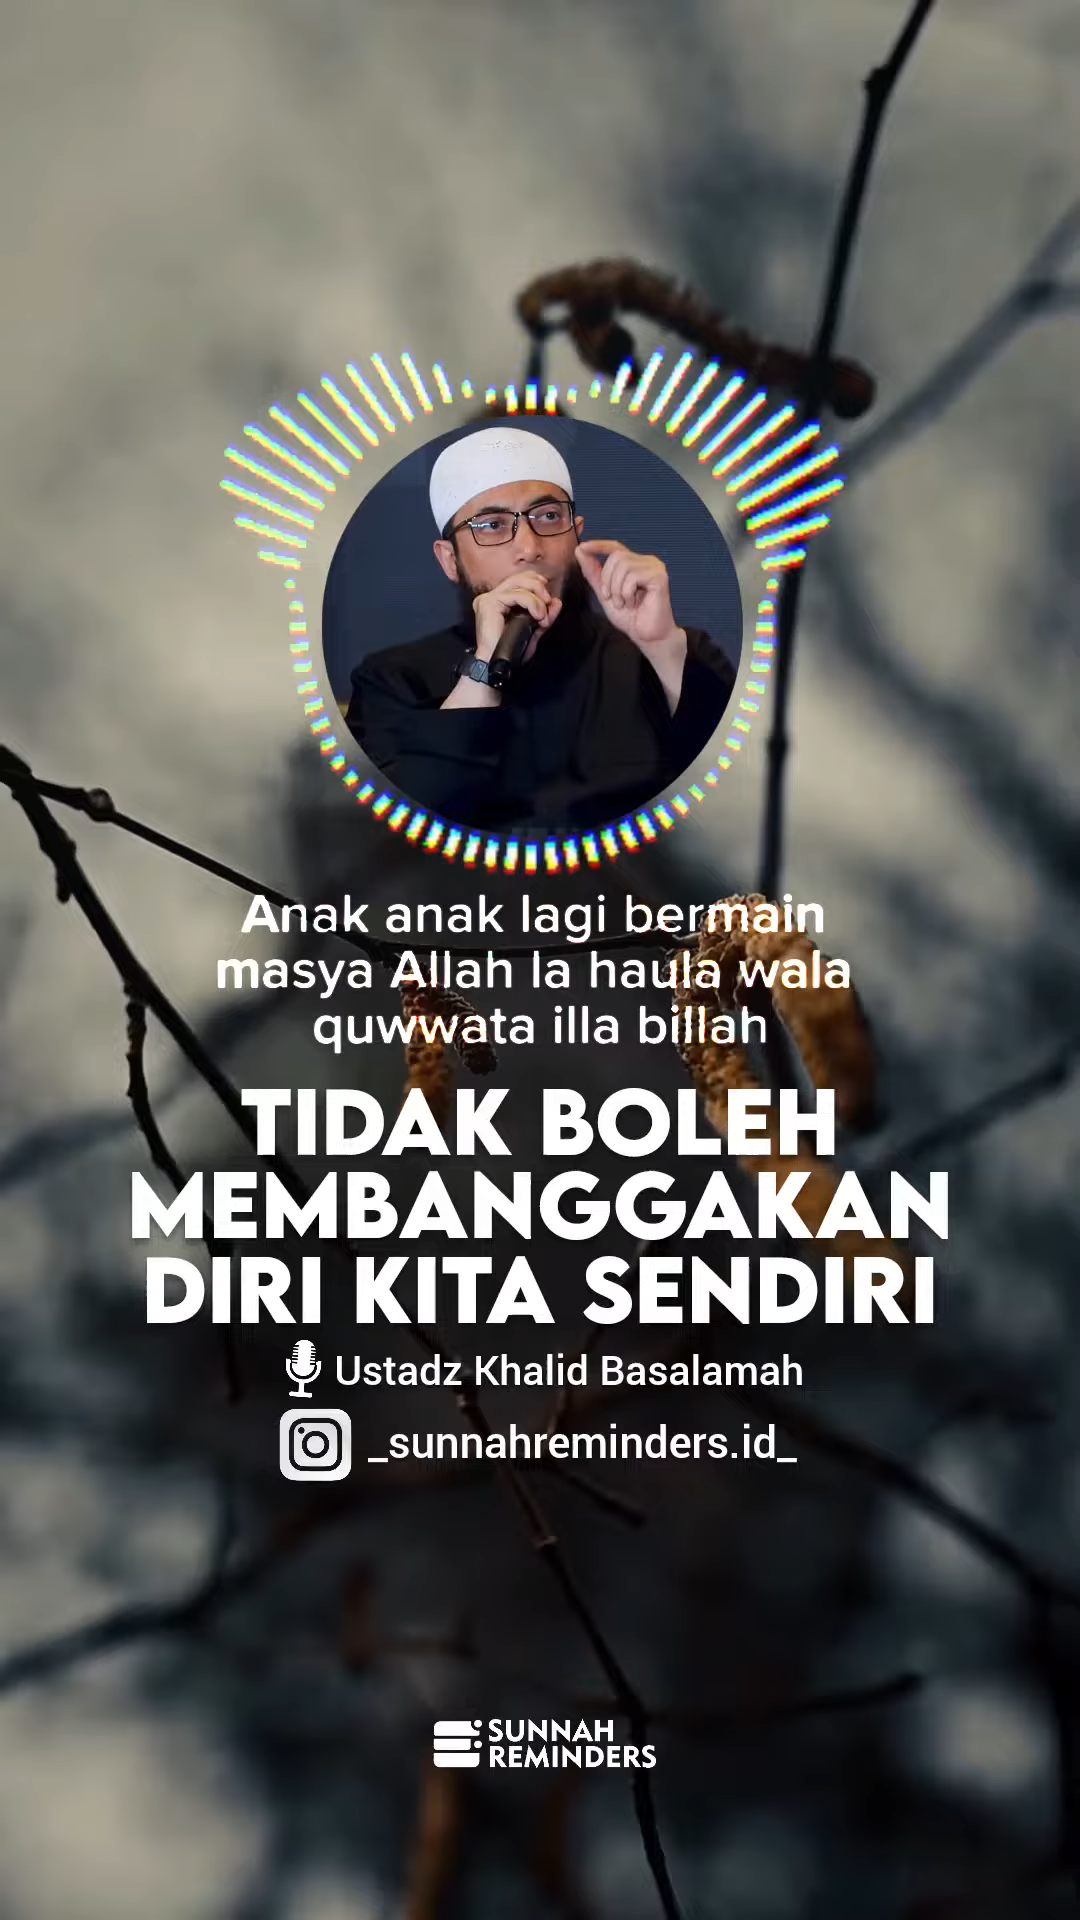 Anak anak lagi bermain
masya Allah la haula wala
quwwata illa billah
TIDAK BOLEH
MEMBANGGAKAN
DIRI KITA SENDIRI
Ustadz Khalid Basalamah
_sunnahreminders.id_
SUNNAH
REMINDERS